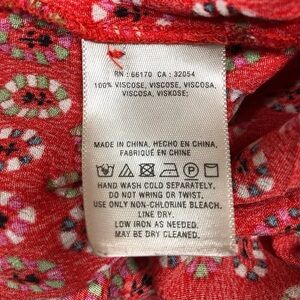 RN : 66170 CA : 32054
100% VISCOSE, VISCOSE, VISCOSA,
VISCOSA, VISKOSE;
MADE IN CHINA, HECHO EN CHINA,
FABRIQUÉ EN CHINE
HAND WASH COLD SEPARATELY.
DO NOT WRING OR TWIST.
USE ONLY NON-CHLORINE BLEACH.
LINE DRY.
LOW IRON AS NEEDED.
MAY BE DRY CLEANED.